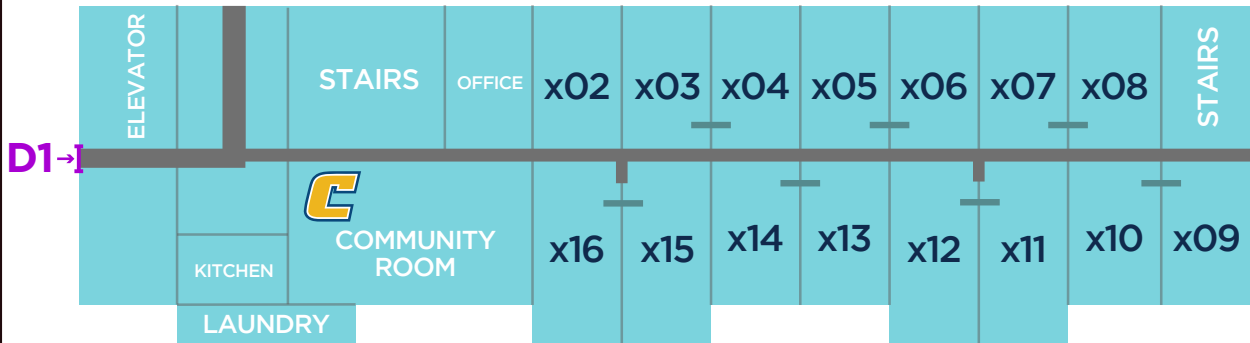 ELEVATOR
STAIRS
OFFICE
x02
x03
x04
x05
x06
x07
x08
STAIRS
D1→
C
COMMUNITY
ROOM
x16
x15
x14
x13
x12
x11
x10
x09
KITCHEN
LAUNDRY